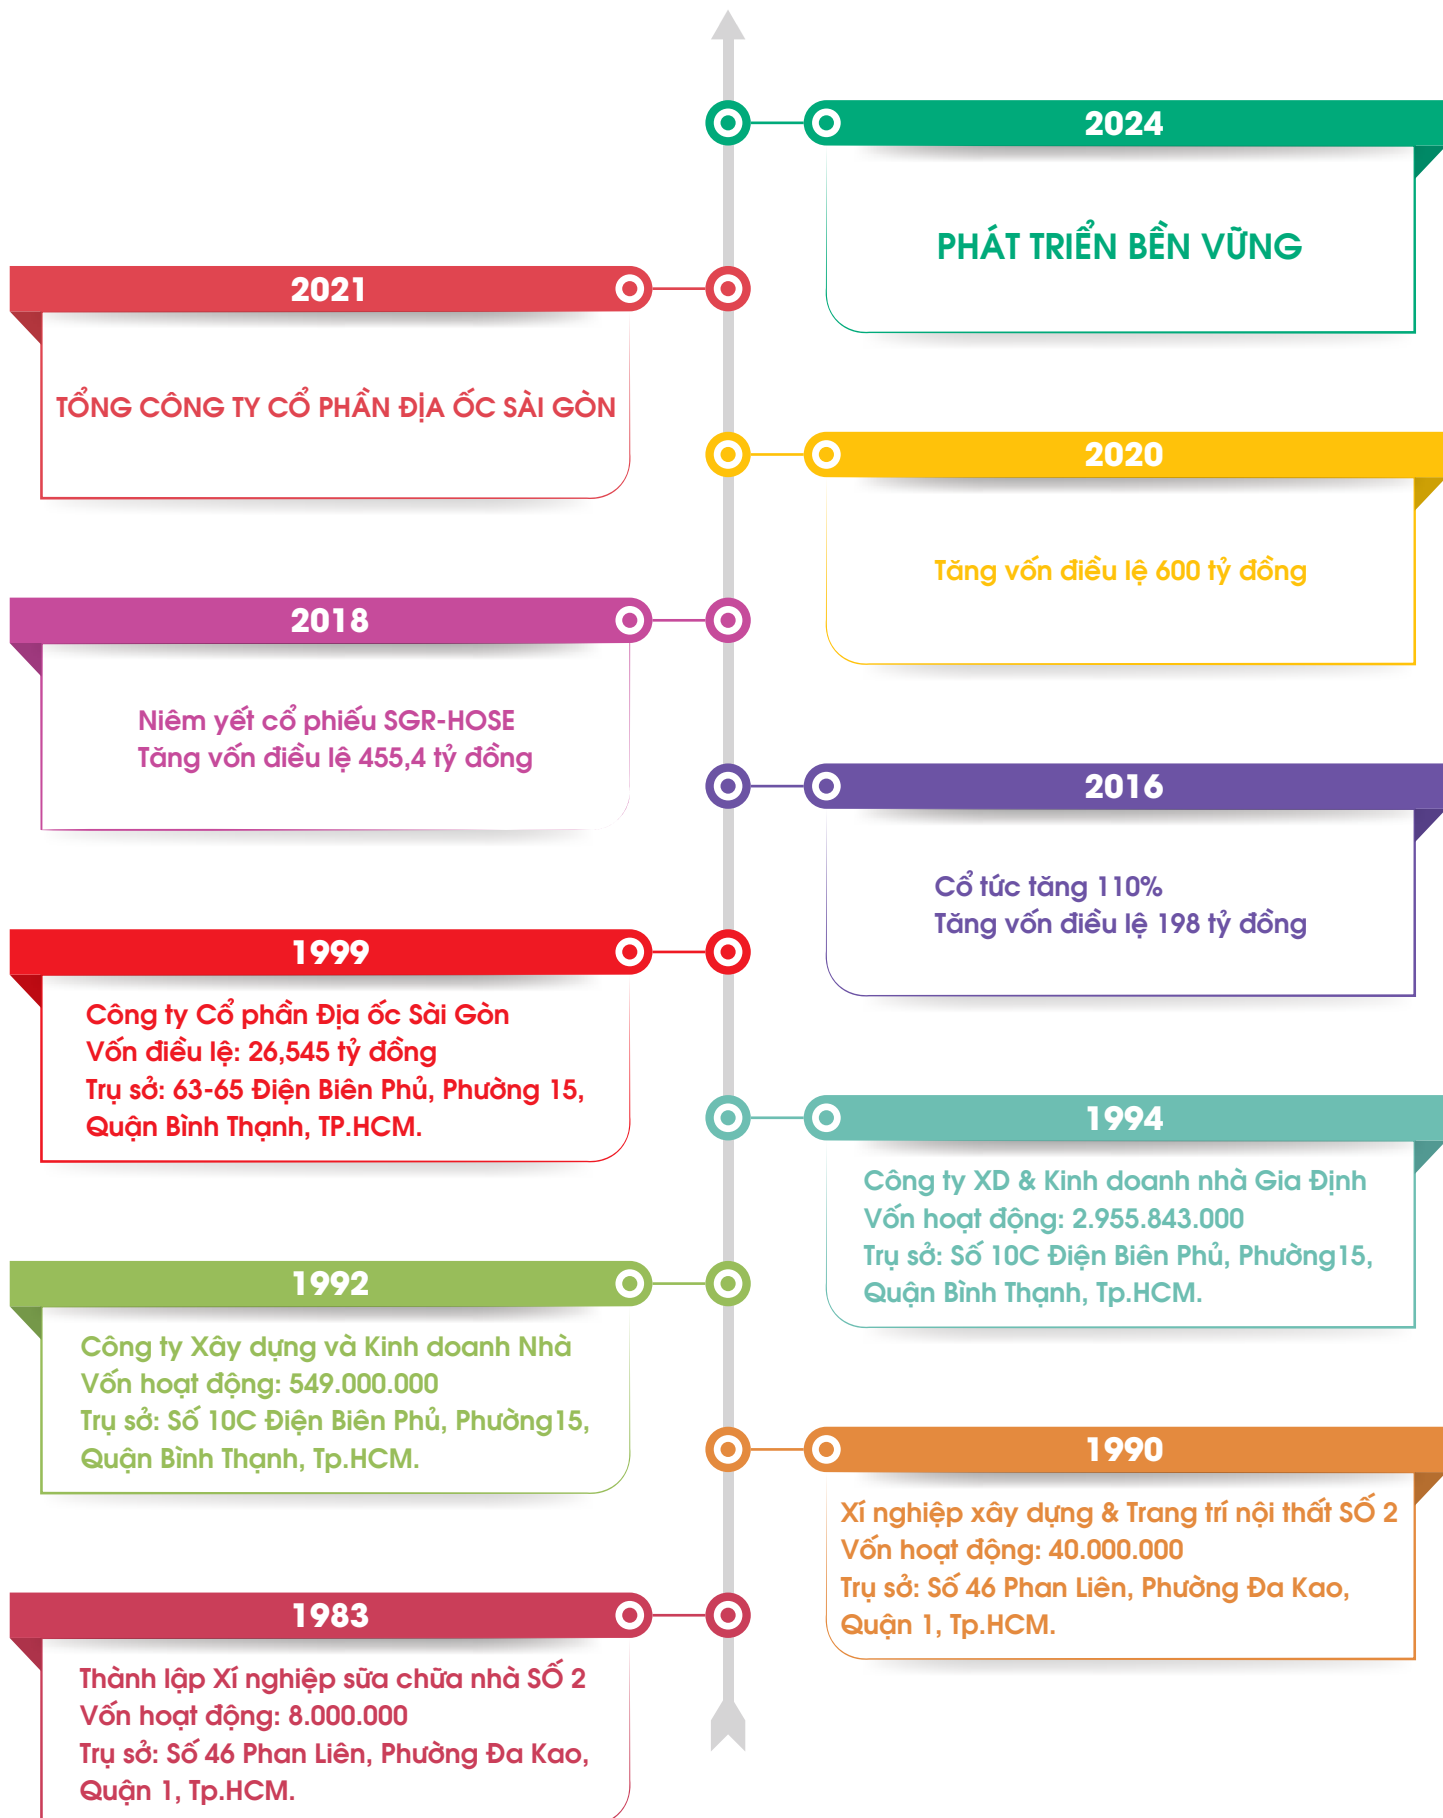 2024
PHÁT TRIỂN BỀN VỮNG
2021
TỔNG CÔNG TY CỔ PHẦN ĐỊA ỐC SÀI GÒN
2020
Tăng vốn điều lệ 600 tỷ đồng
2018
Niêm yết cổ phiếu SGR-HOSE
Tăng vốn điều lệ 455,4 tỷ đồng
2016
Cổ tức tăng 110%
Tăng vốn điều lệ 198 tỷ đồng
1999
Công ty Cổ phần Địa ốc Sài Gòn
Vốn điều lệ: 26,545 tỷ đồng
Trụ sở: 63-65 Điện Biên Phủ, Phường 15,
Quận Bình Thạnh, TP.HCM.
1994
Công ty XD & Kinh doanh nhà Gia Định
Vốn hoạt động: 2.955.843.000
Trụ sở: Số 10C Điện Biên Phủ, Phường15,
Quận Bình Thạnh, Tp.HCM.
1992
Công ty Xây dựng và Kinh doanh Nhà
Vốn hoạt động: 549.000.000
Trụ sở: Số 10C Điện Biên Phủ, Phường15,
Quận Bình Thạnh, Tp.HCM.
1990
Xí nghiệp xây dựng & Trang trí nội thất SỐ 2
Vốn hoạt động: 40.000.000
Trụ sở: Số 46 Phan Liên, Phường Đa Kao,
Quận 1, Tp.HCM.
1983
Thành lập Xí nghiệp sữa chữa nhà SỐ 2
Vốn hoạt động: 8.000.000
Trụ sở: Số 46 Phan Liên, Phường Đa Kao,
Quận 1, Tp.HCM.